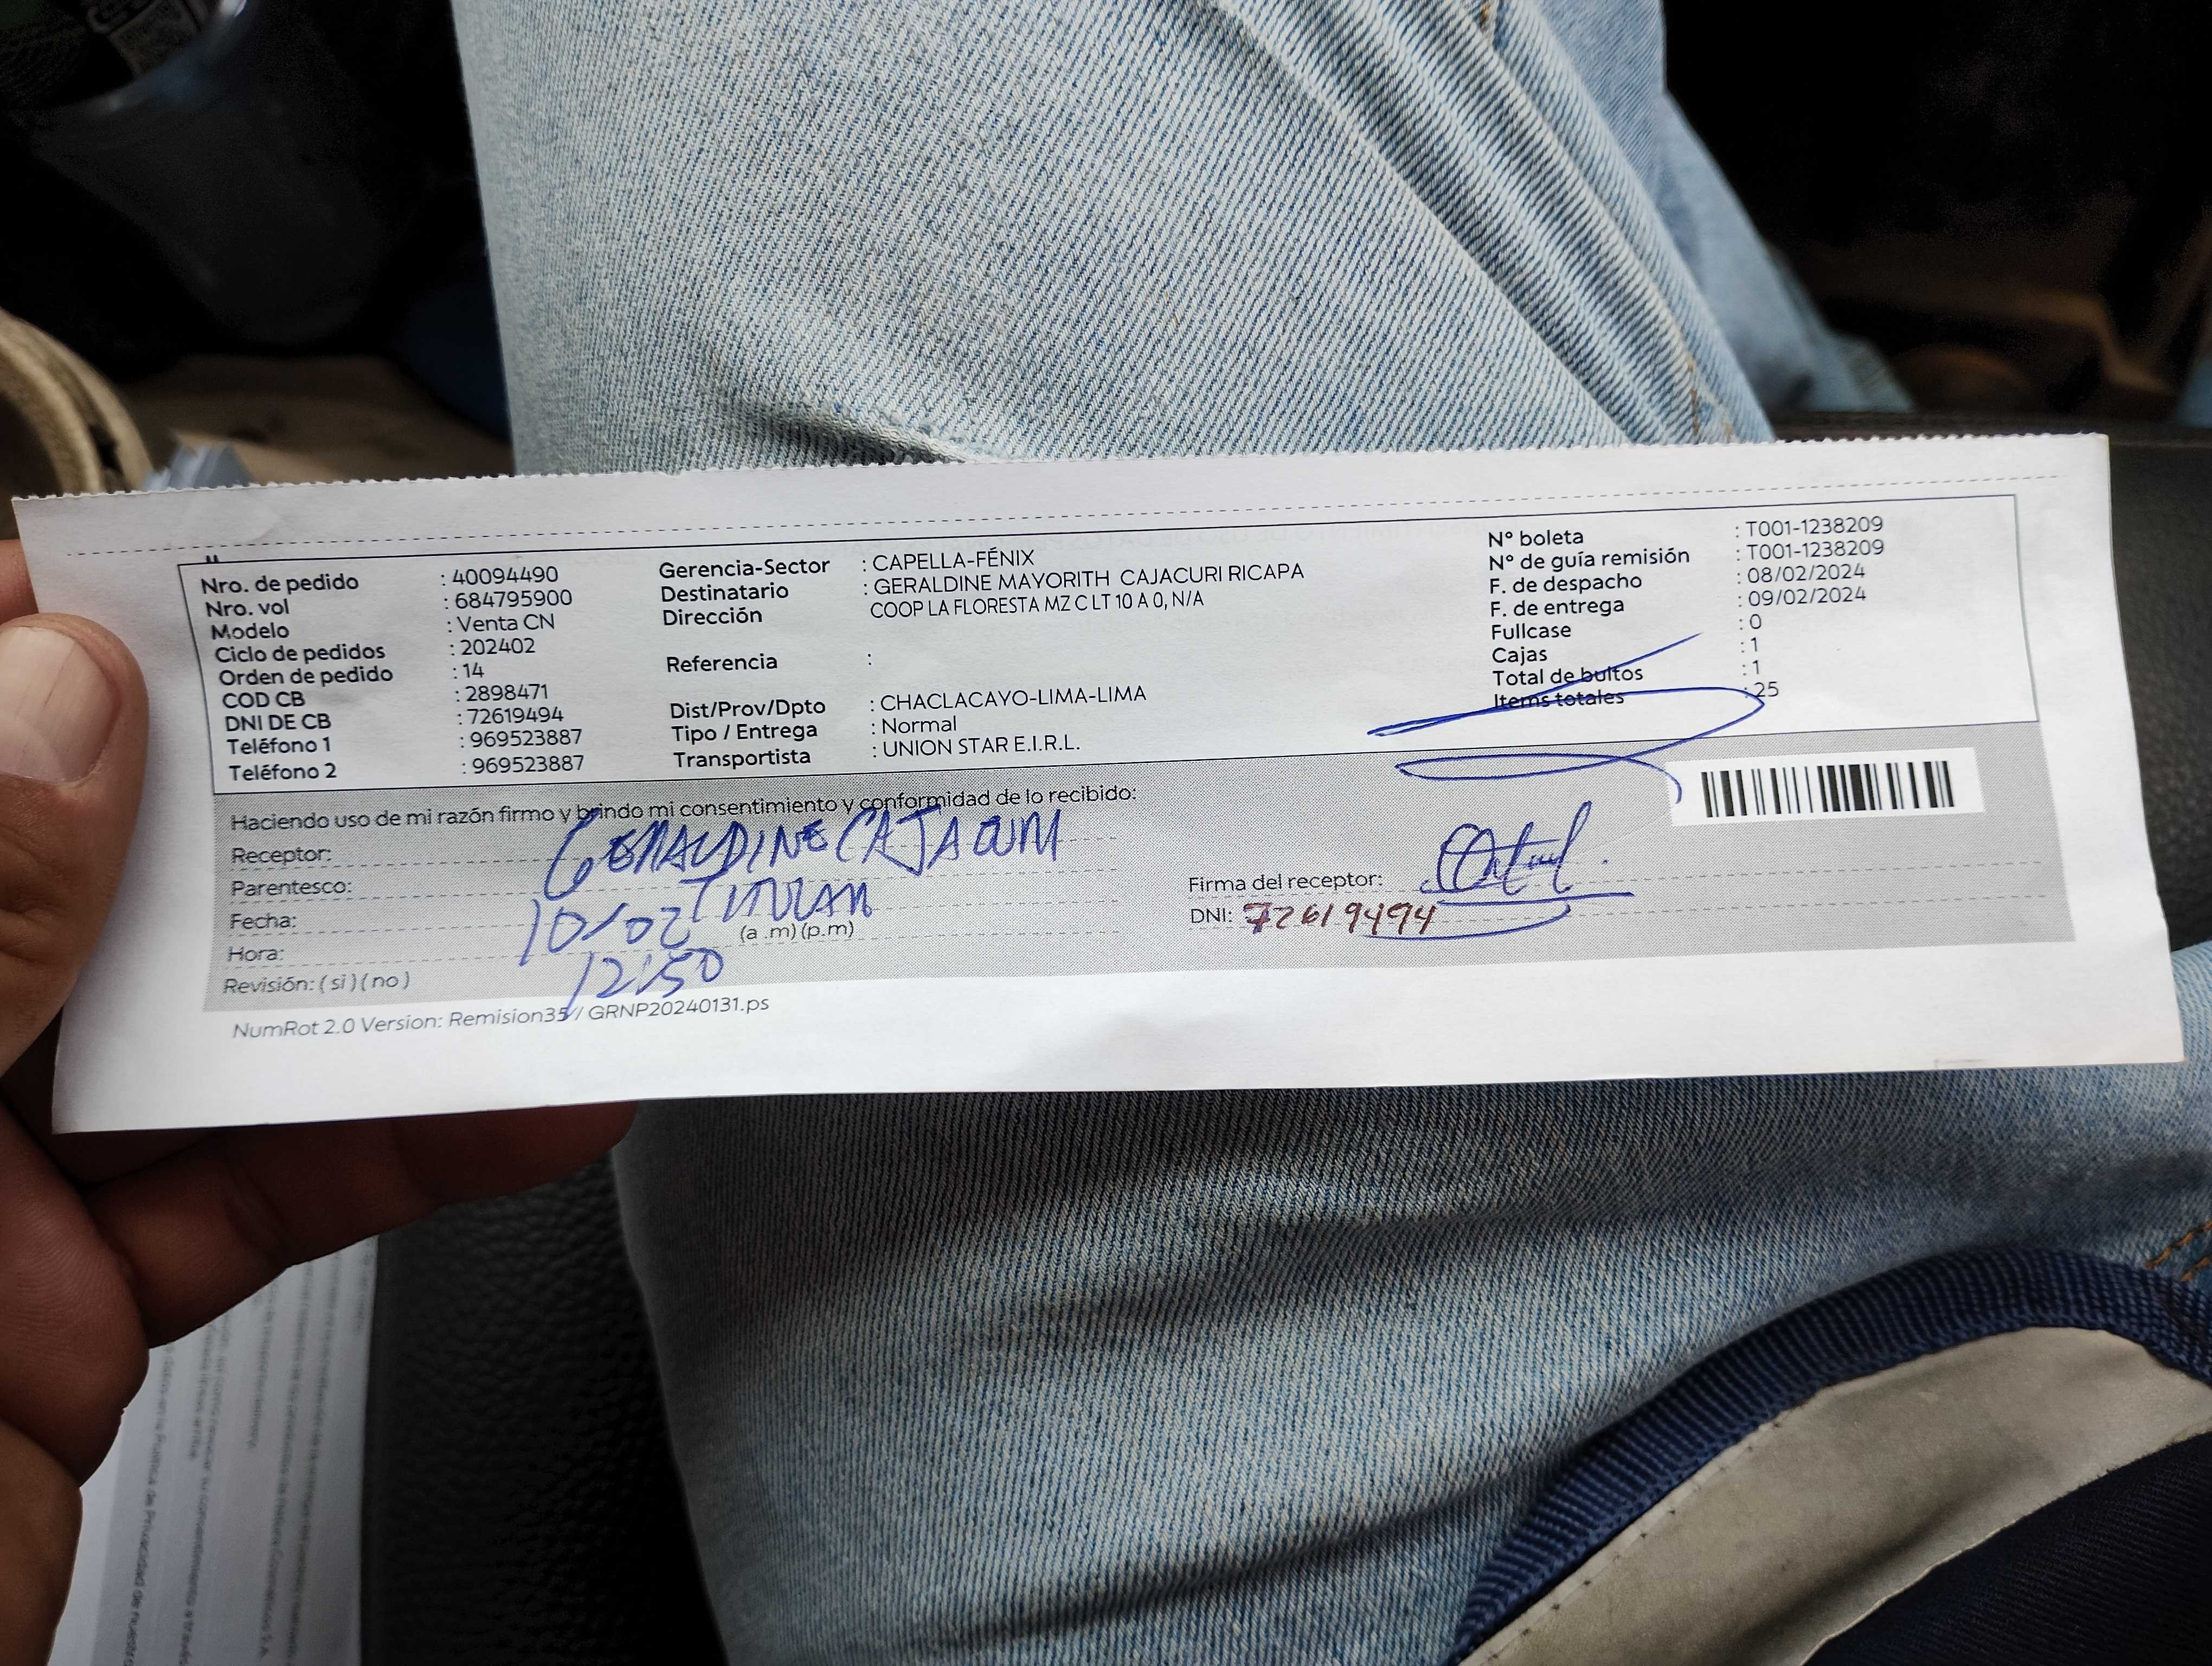 Nro. de pedido : 40094490
Nro. vol : 684795900
Modelo : Venta CN
Ciclo de pedidos : 202402
Orden de pedido : 14
COD CB : 2898471
DNI DE CB : 72619494
Teléfono 1 : 969523887
Teléfono 2 : 969523887
Gerencia-Sector : CAPELLA-FÉNIX
Destinatario : GERALDINE MAYORITH CAJACURI RICAPA
Dirección COOP LA FLORESTA MZ C LT 10 A 0, N/A
Referencia :
Dist/Prov/Dpto : CHACLACAYO-LIMA-LIMA
Tipo / Entrega : Normal
Transportista : UNION STAR E.I.R.L.
N° boleta : T001-1238209
N° de guía remisión : T001-1238209
F. de despacho : 08/02/2024
F. de entrega : 09/02/2024
Fullcase : 0
Cajas : 1
Total de bultos : 1
Items totales : 25
Haciendo uso de mi razón firmo y brindo mi consentimiento y conformidad de lo recibido:
Receptor: GERALDINE CAJACURI
Parentesco: TITULAR
Fecha: 10/02
(a .m) (p.m)
Hora: 12:50
Revisión: ( si ) ( no )
Firma del receptor:
DNI: 72619494
NumRot 2.0 Version: Remision35 / GRNP20240131.ps